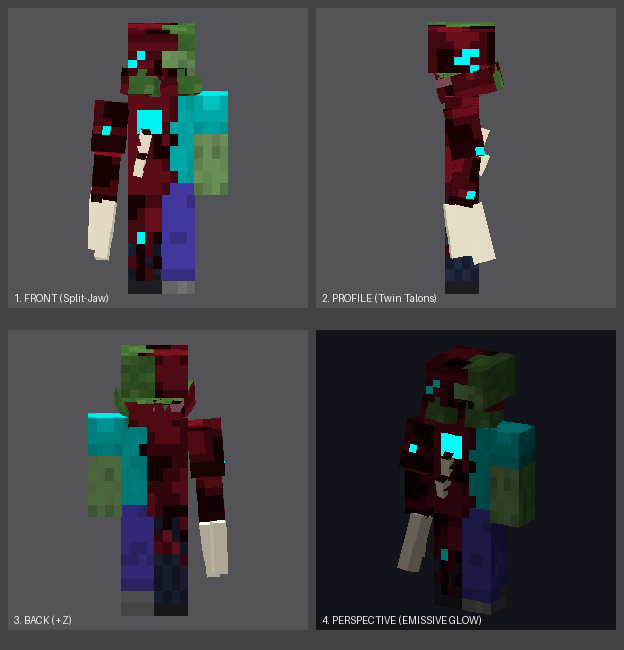 1. FRONT (Split-Jaw)
2. PROFILE (Twin Talons)
3. BACK (+Z)
4. PERSPECTIVE (EMISSIVE GLOW)